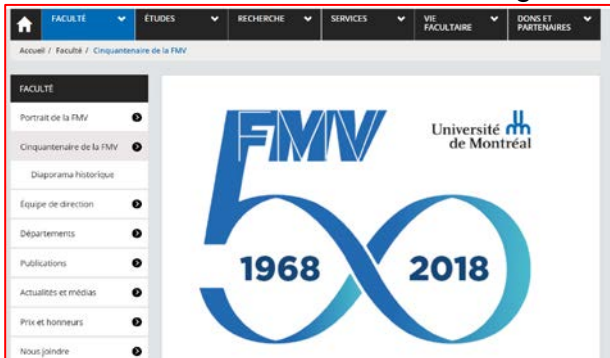 FACULTÉ
ÉTUDES
RECHERCHE
SERVICES
VIE FACULTAIRE
DONS ET PARTENAIRES
Accueil / Faculté / Cinquantenaire de la FMV
FACULTÉ
Portrait de la FMV
Cinquantenaire de la FMV
Diaporama historique
Équipe de direction
Départements
Publications
Actualités et médias
Prix et honneurs
Nous joindre
FMV
50
Université
de Montréal
1968
2018